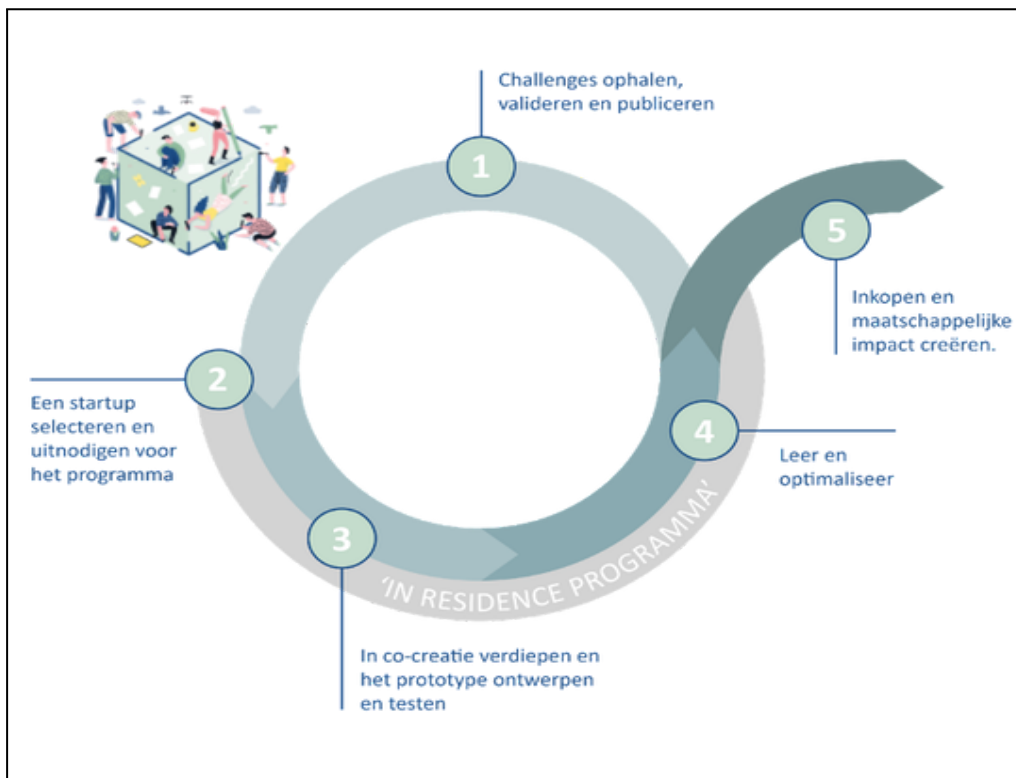 1
Challenges ophalen,
valideren en publiceren
2
Een startup
selecteren en
uitnodigen voor
het programma
3
In co-creatie verdiepen en
het prototype ontwerpen
en testen
4
Leer en
optimaliseer
5
Inkopen en
maatschappelijke
impact creëren.
‘IN RESIDENCE PROGRAMMA’